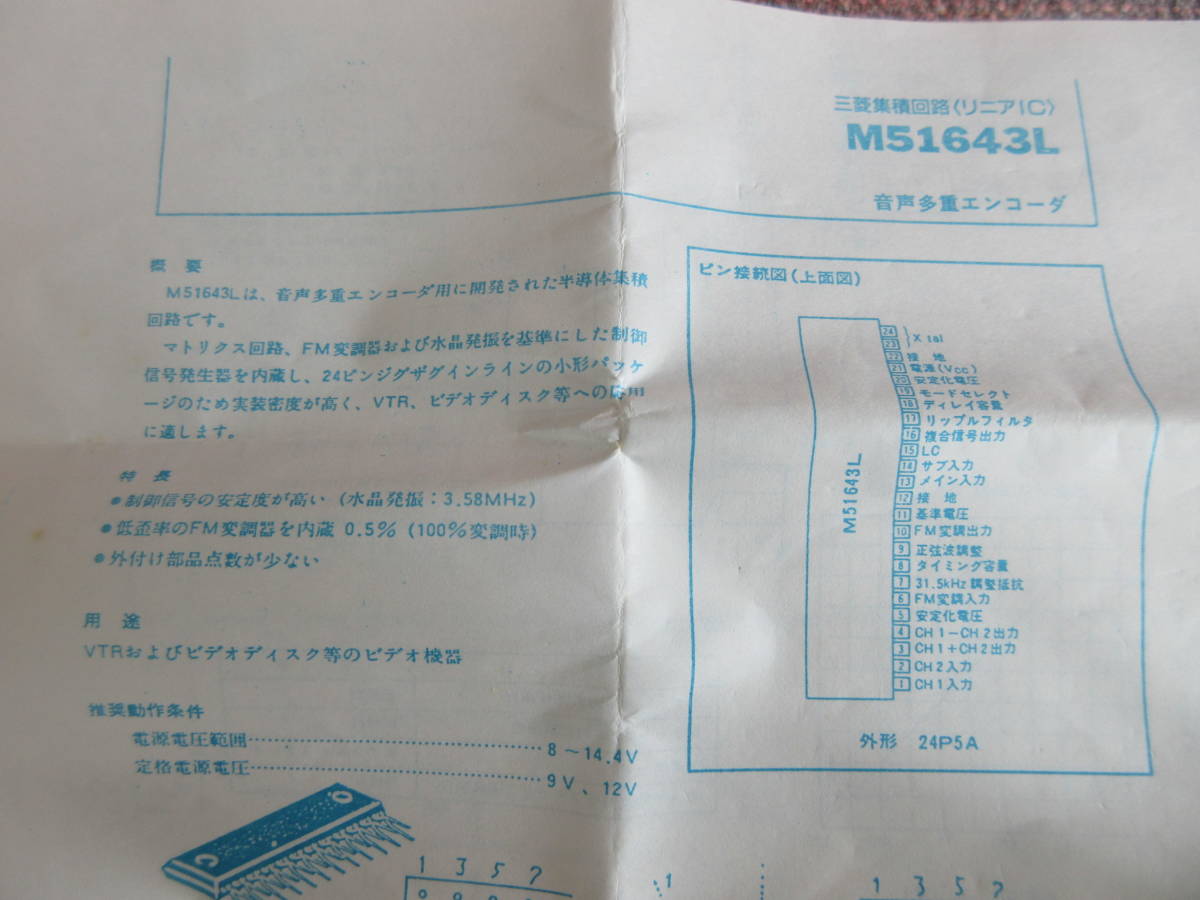 三菱集積回路〈リニアIC〉
M51643L
音声多重エンコーダ
概要
M51643Lは、音声多重エンコーダ用に開発された半導体集積
回路です。
マトリクス回路、FM変調器および水晶発振を基準にした制御
信号発生器を内蔵し、24ピンジグザグインラインの小形パッケ
ージのため実装密度が高く、VTR、ビデオディスク等への応用
に適します。
特長
●制御信号の安定度が高い (水晶発振：3.58MHz)
●低歪率のFM変調器を内蔵 0.5% (100%変調時)
●外付け部品点数が少ない
用途
VTRおよびビデオディスク等のビデオ機器
推奨動作条件
電源電圧範囲……………………………8～14.4V
定格電源電圧……………………………9V、12V
1 3 5 7
ピン接続図(上面図)
M51643L
24
23
X tal
22 接地
21 電源(Vcc)
20 安定化電圧
19 モードセレクト
18 ディレイ容量
17 リップルフィルタ
16 複合信号出力
15 LC
14 サブ入力
13 メイン入力
12 接地
11 基準電圧
10 FM変調出力
9 正弦波調整
8 タイミング容量
7 31.5kHz調整抵抗
6 FM変調入力
5 安定化電圧
4 CH1－CH2出力
3 CH1＋CH2出力
2 CH2入力
1 CH1入力
外形 24P5A
1
1 3 5 7